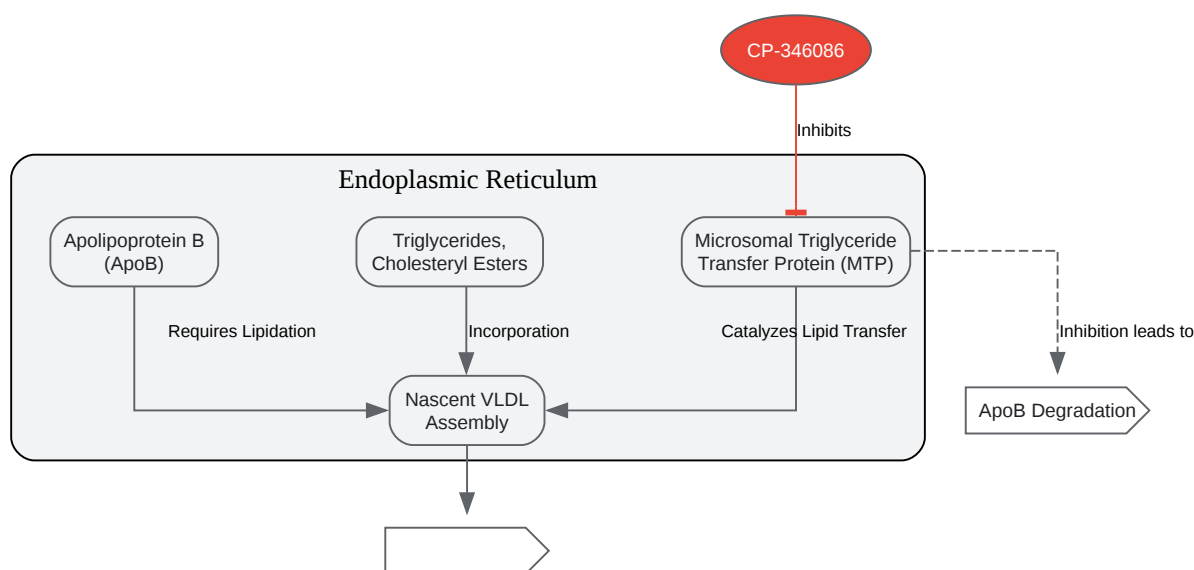 CP-346086
Inhibits
Endoplasmic Reticulum
Apolipoprotein B
(ApoB)
Triglycerides,
Cholesteryl Esters
Microsomal Triglyceride
Transfer Protein (MTP)
Requires Lipidation
Incorporation
Catalyzes Lipid Transfer
Inhibition leads to
Nascent VLDL
Assembly
ApoB Degradation